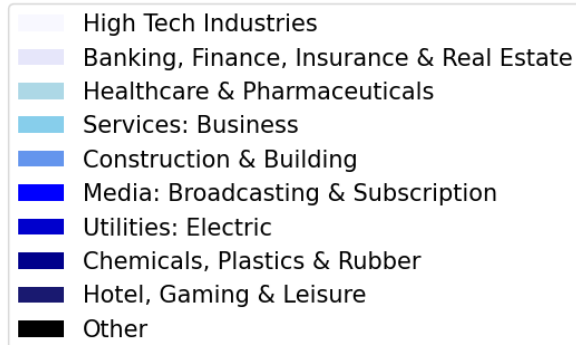 High Tech Industries
Banking, Finance, Insurance & Real Estate
Healthcare & Pharmaceuticals
Services: Business
Construction & Building
Media: Broadcasting & Subscription
Utilities: Electric
Chemicals, Plastics & Rubber
Hotel, Gaming & Leisure
Other